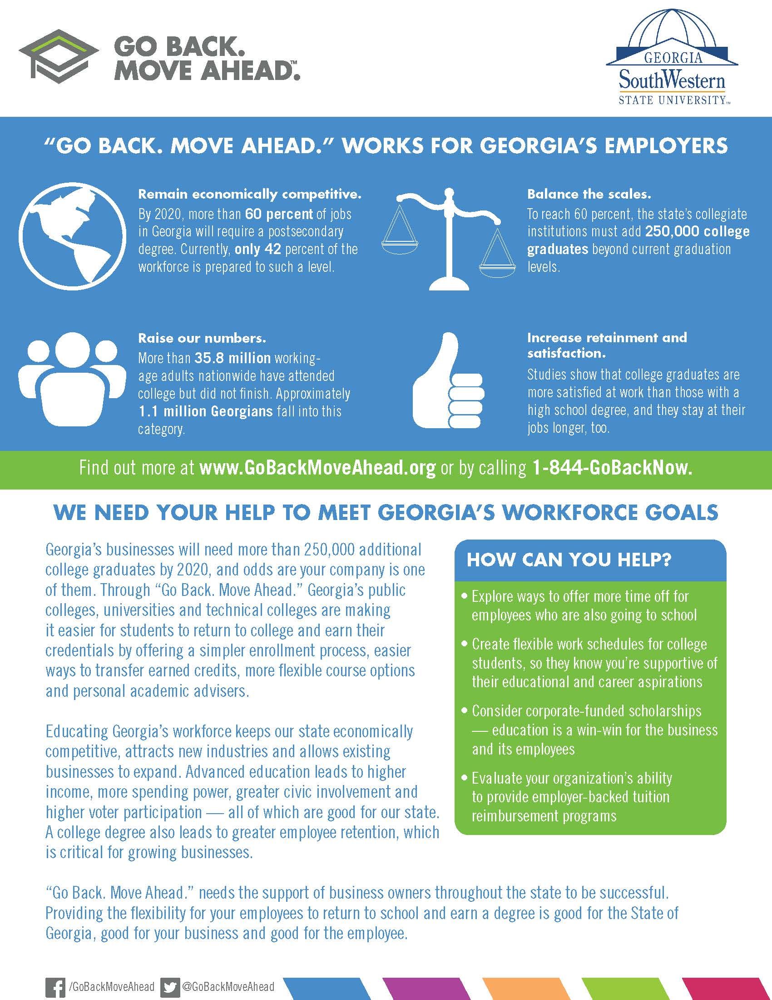 GO BACK.
MOVE AHEAD.™
GEORGIA
SouthWestern
STATE UNIVERSITY™
“GO BACK. MOVE AHEAD.” WORKS FOR GEORGIA’S EMPLOYERS
Remain economically competitive.
By 2020, more than 60 percent of jobs
in Georgia will require a postsecondary
degree. Currently, only 42 percent of the
workforce is prepared to such a level.
Balance the scales.
To reach 60 percent, the state’s collegiate
institutions must add 250,000 college
graduates beyond current graduation
levels.
Raise our numbers.
More than 35.8 million working-
age adults nationwide have attended
college but did not finish. Approximately
1.1 million Georgians fall into this
category.
Increase retainment and
satisfaction.
Studies show that college graduates are
more satisfied at work than those with a
high school degree, and they stay at their
jobs longer, too.
Find out more at www.GoBackMoveAhead.org or by calling 1-844-GoBackNow.
WE NEED YOUR HELP TO MEET GEORGIA’S WORKFORCE GOALS
Georgia’s businesses will need more than 250,000 additional
college graduates by 2020, and odds are your company is one
of them. Through “Go Back. Move Ahead.” Georgia’s public
colleges, universities and technical colleges are making
it easier for students to return to college and earn their
credentials by offering a simpler enrollment process, easier
ways to transfer earned credits, more flexible course options
and personal academic advisers.
Educating Georgia’s workforce keeps our state economically
competitive, attracts new industries and allows existing
businesses to expand. Advanced education leads to higher
income, more spending power, greater civic involvement and
higher voter participation — all of which are good for our state.
A college degree also leads to greater employee retention, which
is critical for growing businesses.
HOW CAN YOU HELP?
• Explore ways to offer more time off for
employees who are also going to school
• Create flexible work schedules for college
students, so they know you’re supportive of
their educational and career aspirations
• Consider corporate-funded scholarships
— education is a win-win for the business
and its employees
• Evaluate your organization’s ability
to provide employer-backed tuition
reimbursement programs
“Go Back. Move Ahead.” needs the support of business owners throughout the state to be successful.
Providing the flexibility for your employees to return to school and earn a degree is good for the State of
Georgia, good for your business and good for the employee.
/GoBackMoveAhead @GoBackMoveAhead